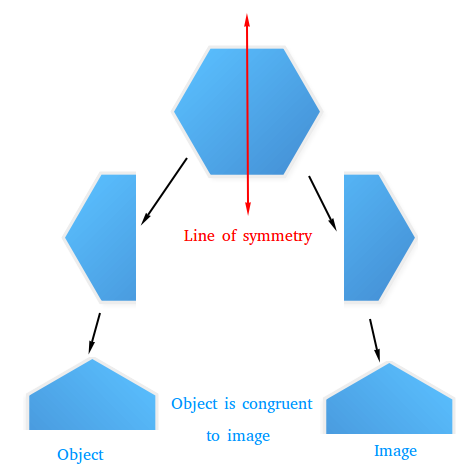 Line of symmetry
Object is congruent
to image
Object
Image